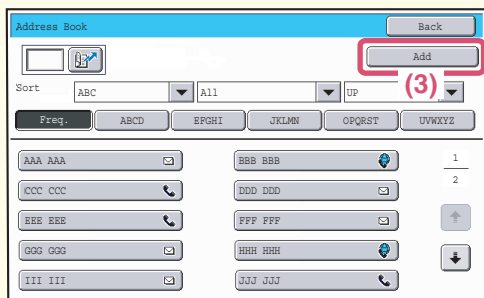 Address Book Back
Add
Sort ABC All UP (3)
Freq. ABCD EFGHI JKLMN OPQRST UVWXYZ
AAA AAA BBB BBB 1
CCC CCC DDD DDD 2
EEE EEE FFF FFF
GGG GGG HHH HHH
III III JJJ JJJ